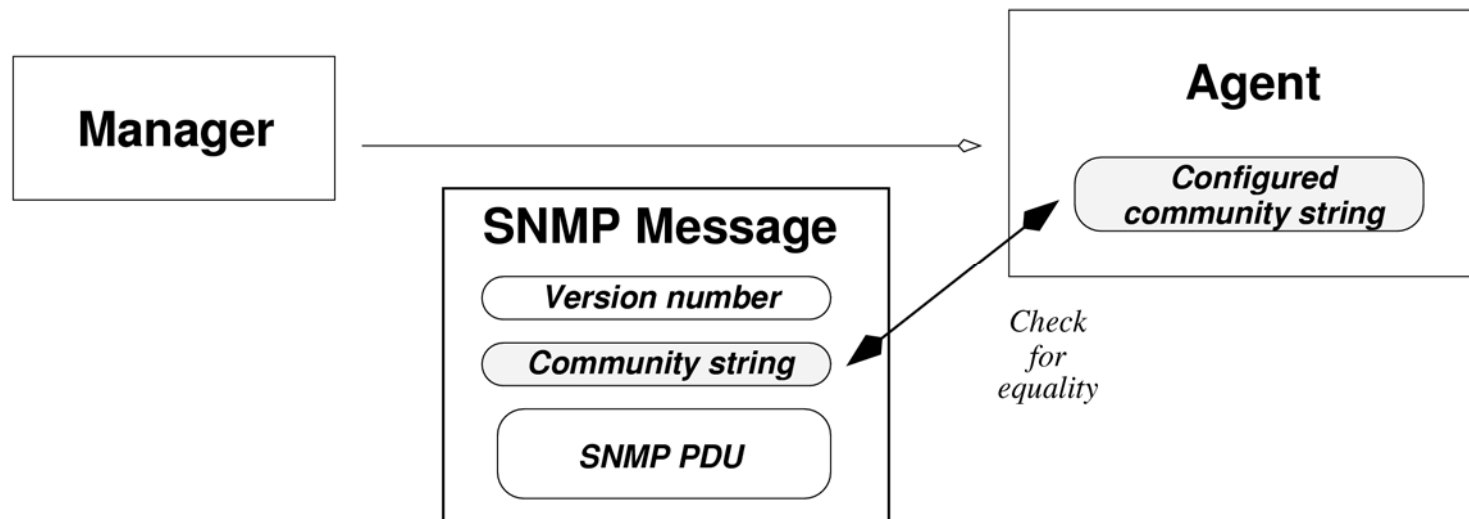 Manager
Agent
Configured
community string
SNMP Message
Version number
Community string
SNMP PDU
Check
for
equality